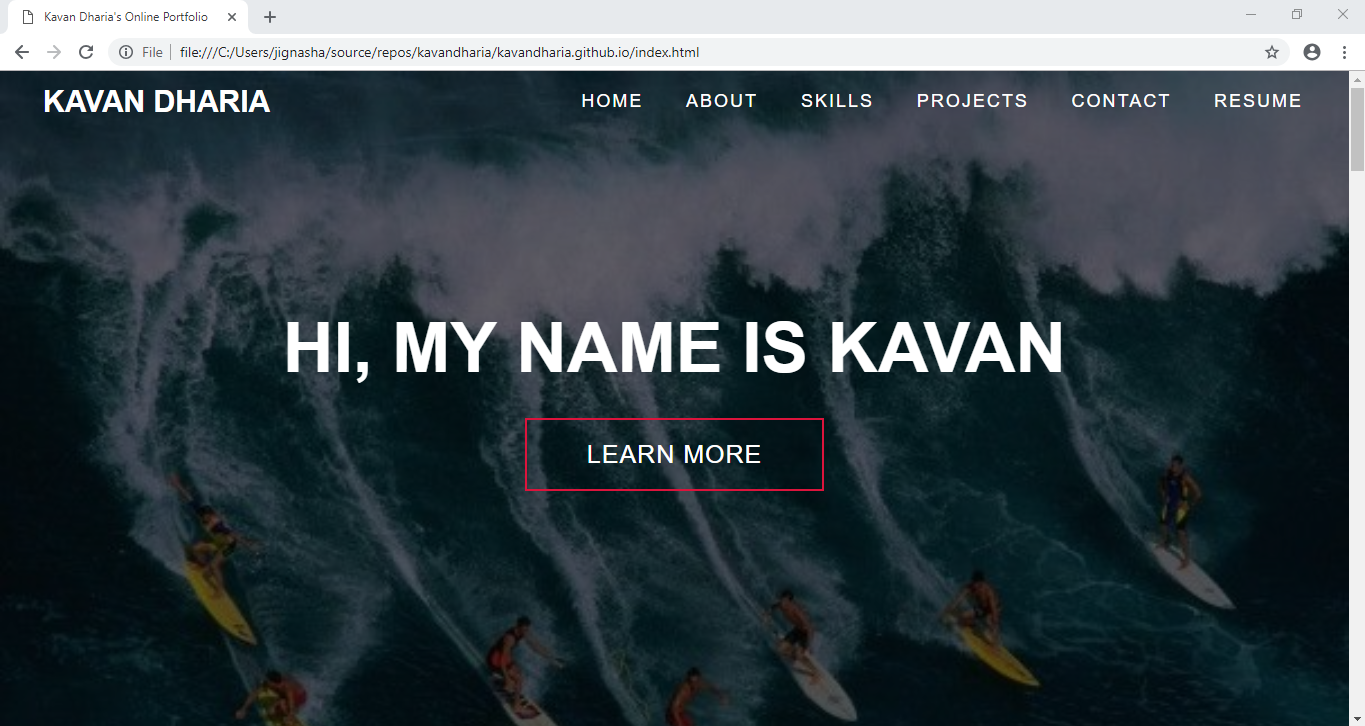 Kavan Dharia's Online Portfolio
File file:///C:/Users/jignasha/source/repos/kavandharia/kavandharia.github.io/index.html
KAVAN DHARIA HOME ABOUT SKILLS PROJECTS CONTACT RESUME
HI, MY NAME IS KAVAN
LEARN MORE